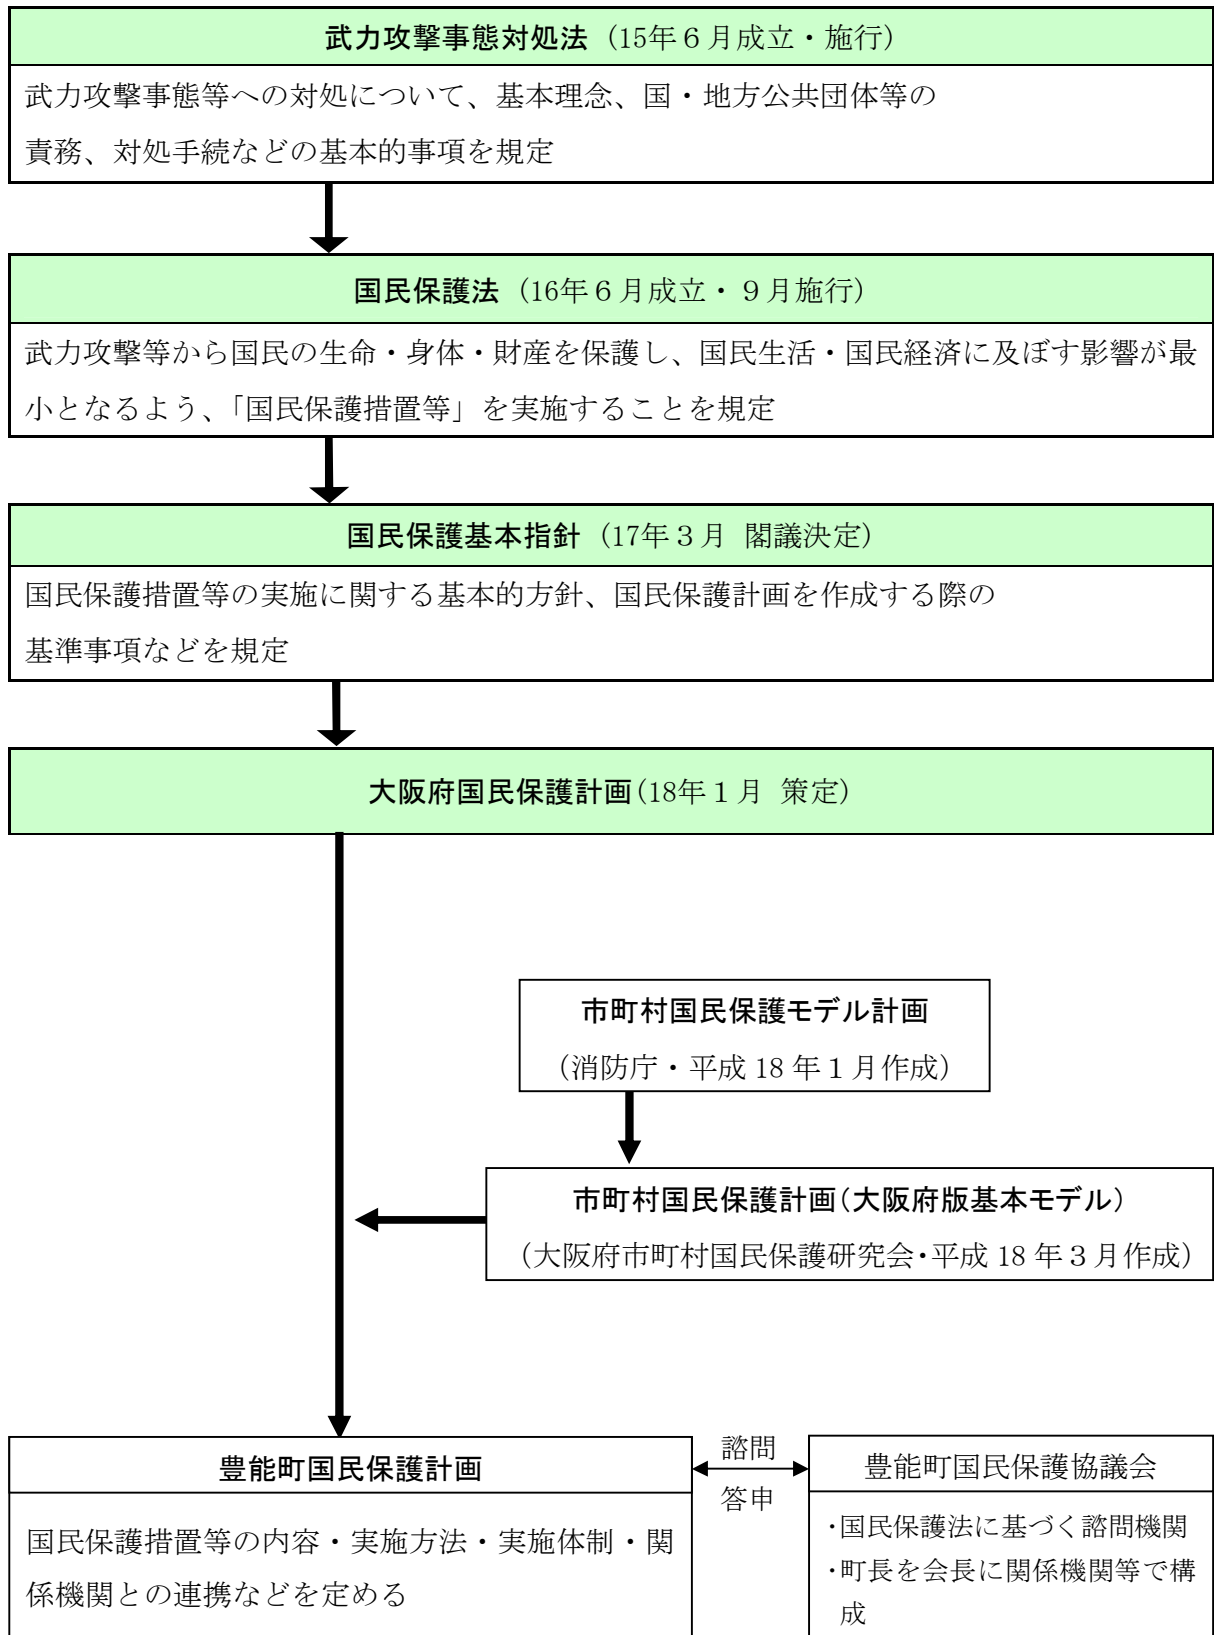 武力攻撃事態対処法（15年６月成立・施行）
武力攻撃事態等への対処について、基本理念、国・地方公共団体等の
責務、対処手続などの基本的事項を規定
国民保護法（16年６月成立・９月施行）
武力攻撃等から国民の生命・身体・財産を保護し、国民生活・国民経済に及ぼす影響が最
小となるよう、「国民保護措置等」を実施することを規定
国民保護基本指針（17年３月 閣議決定）
国民保護措置等の実施に関する基本的方針、国民保護計画を作成する際の
基準事項などを規定
大阪府国民保護計画（18年１月 策定）
市町村国民保護モデル計画
（消防庁・平成 18 年１月作成）
市町村国民保護計画（大阪府版基本モデル）
（大阪府市町村国民保護研究会・平成 18 年３月作成）
豊能町国民保護計画
国民保護措置等の内容・実施方法・実施体制・関
係機関との連携などを定める
諮問
答申
豊能町国民保護協議会
・国民保護法に基づく諮問機関
・町長を会長に関係機関等で構
成